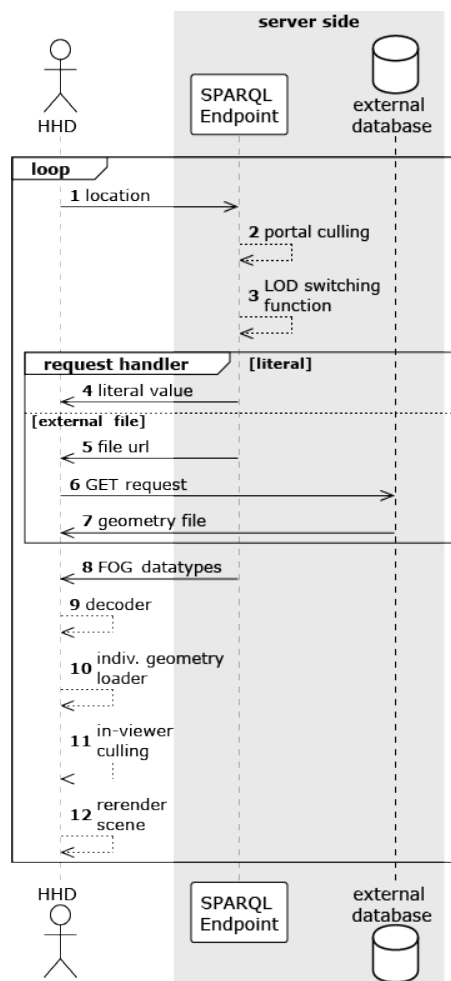 server side
HHD
SPARQL
Endpoint
external
database
loop
1 location
2 portal culling
3 LOD switching
function
request handler
[literal]
4 literal value
[external file]
5 file url
6 GET request
7 geometry file
8 FOG datatypes
9 decoder
10 indiv. geometry
loader
11 in-viewer
culling
12 rerender
scene
HHD
SPARQL
Endpoint
external
database